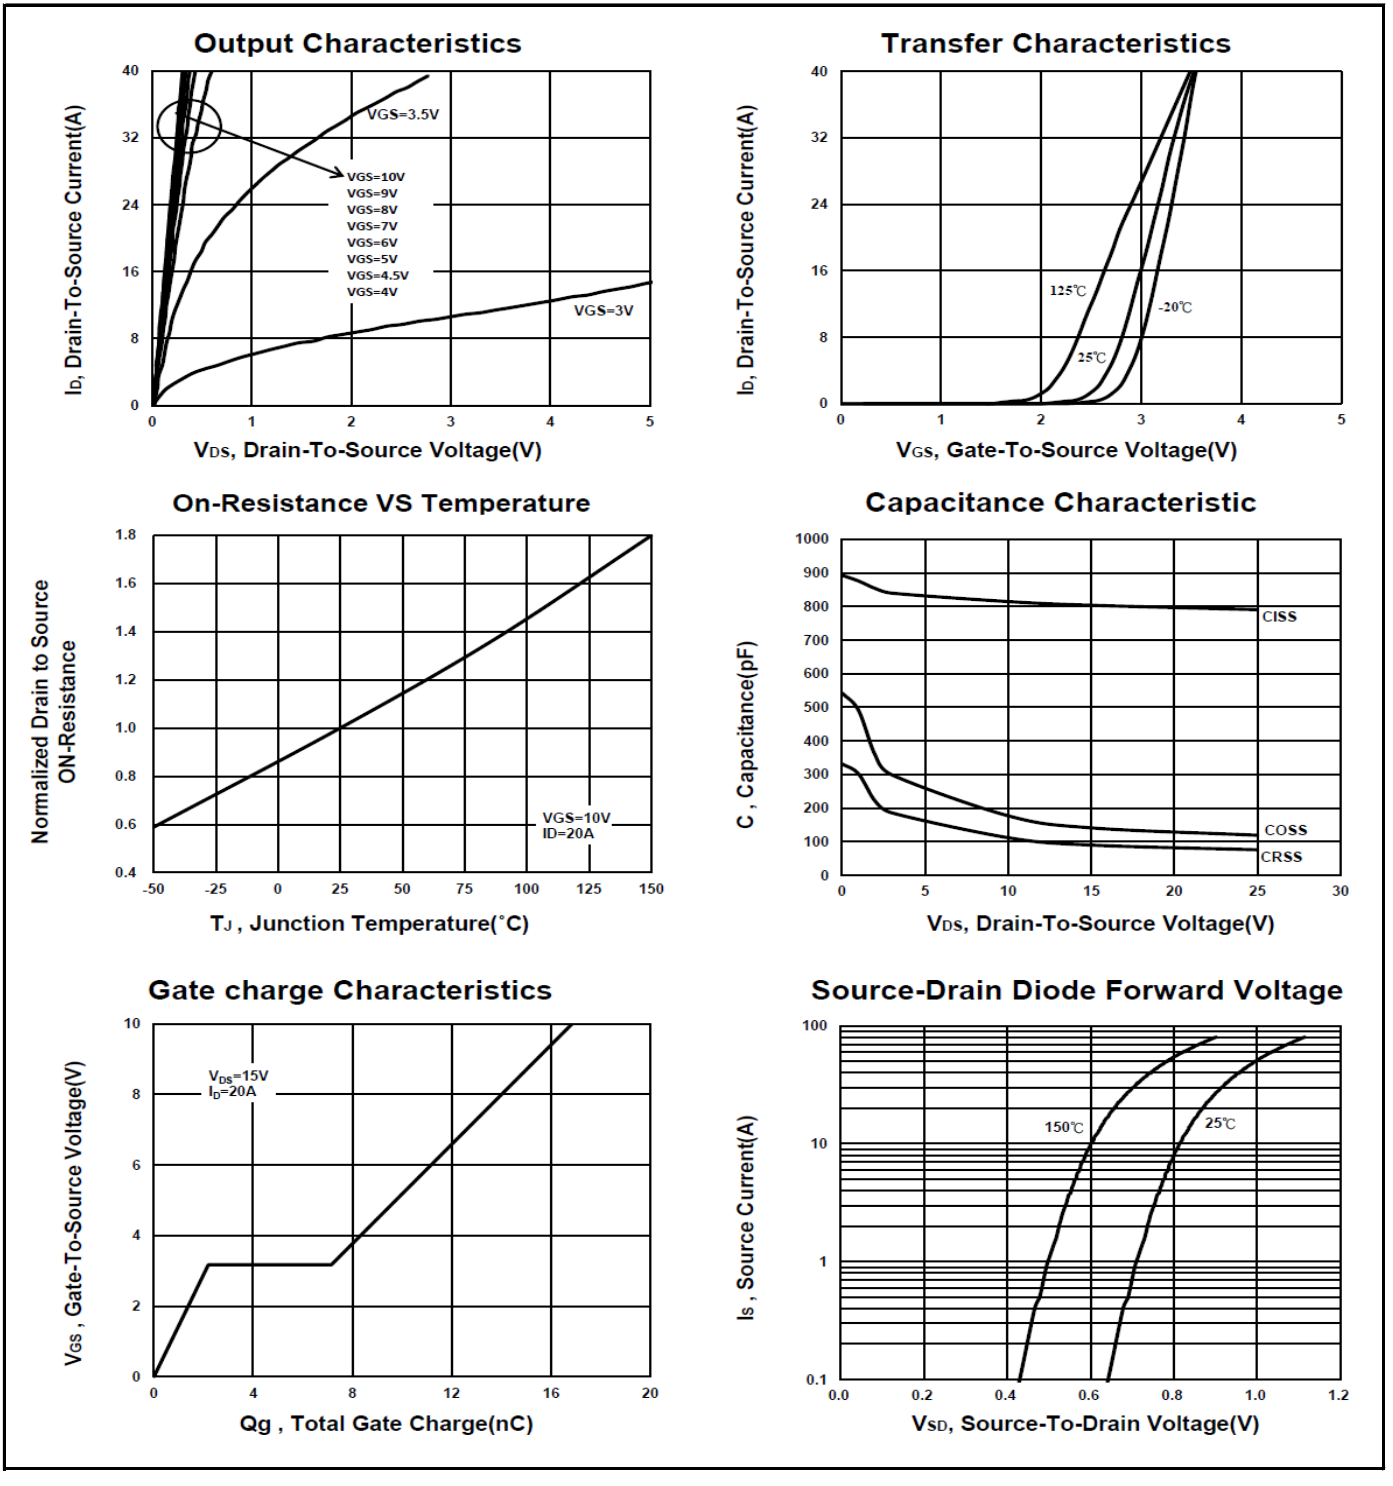 Output Characteristics
ID, Drain-To-Source Current(A)
40
32
24
16
8
0
VGS=3.5V
VGS=10V
VGS=9V
VGS=8V
VGS=7V
VGS=6V
VGS=5V
VGS=4.5V
VGS=4V
VGS=3V
0 1 2 3 4 5
VDS, Drain-To-Source Voltage(V)
Transfer Characteristics
ID, Drain-To-Source Current(A)
40
32
24
16
8
0
125℃
-20℃
25℃
0 1 2 3 4 5
VGS, Gate-To-Source Voltage(V)
On-Resistance VS Temperature
Normalized Drain to Source
ON-Resistance
1.8
1.6
1.4
1.2
1.0
0.8
0.6
0.4
VGS=10V
ID=20A
-50 -25 0 25 50 75 100 125 150
TJ , Junction Temperature(°C)
Capacitance Characteristic
C , Capacitance(pF)
1000
900
800
700
600
500
400
300
200
100
0
CISS
COSS
CRSS
0 5 10 15 20 25 30
VDS, Drain-To-Source Voltage(V)
Gate charge Characteristics
VGS , Gate-To-Source Voltage(V)
10
8
6
4
2
0
VDS=15V
ID=20A
0 4 8 12 16 20
Qg , Total Gate Charge(nC)
Source-Drain Diode Forward Voltage
IS , Source Current(A)
100
10
1
0.1
150℃
25℃
0.0 0.2 0.4 0.6 0.8 1.0 1.2
VSD, Source-To-Drain Voltage(V)